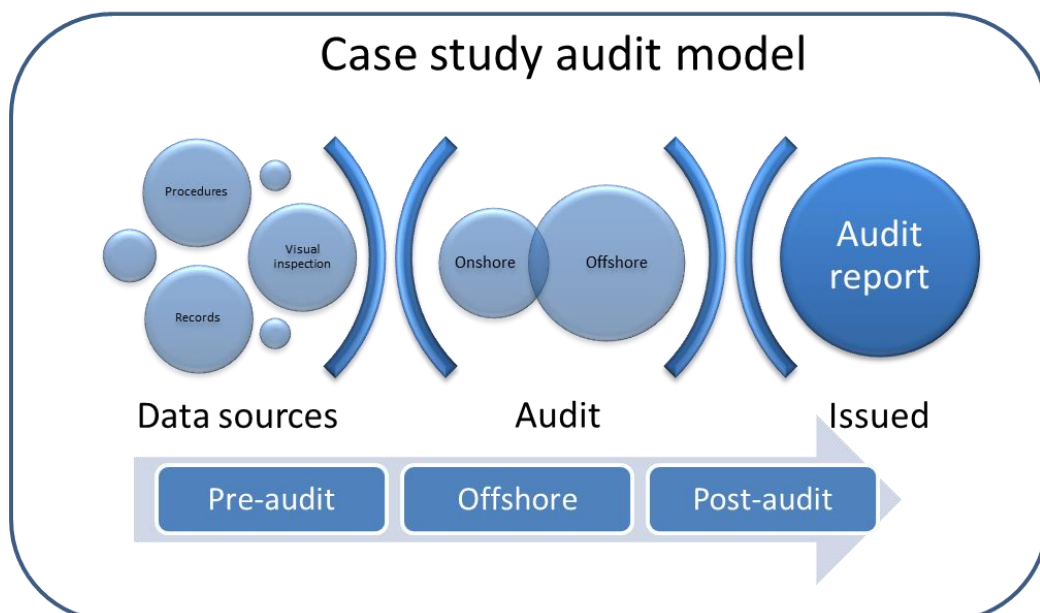 Case study audit model
Procedures
Visual
inspection
Records
Onshore
Offshore
Audit
report
Data sources
Audit
Issued
Pre-audit
Offshore
Post-audit